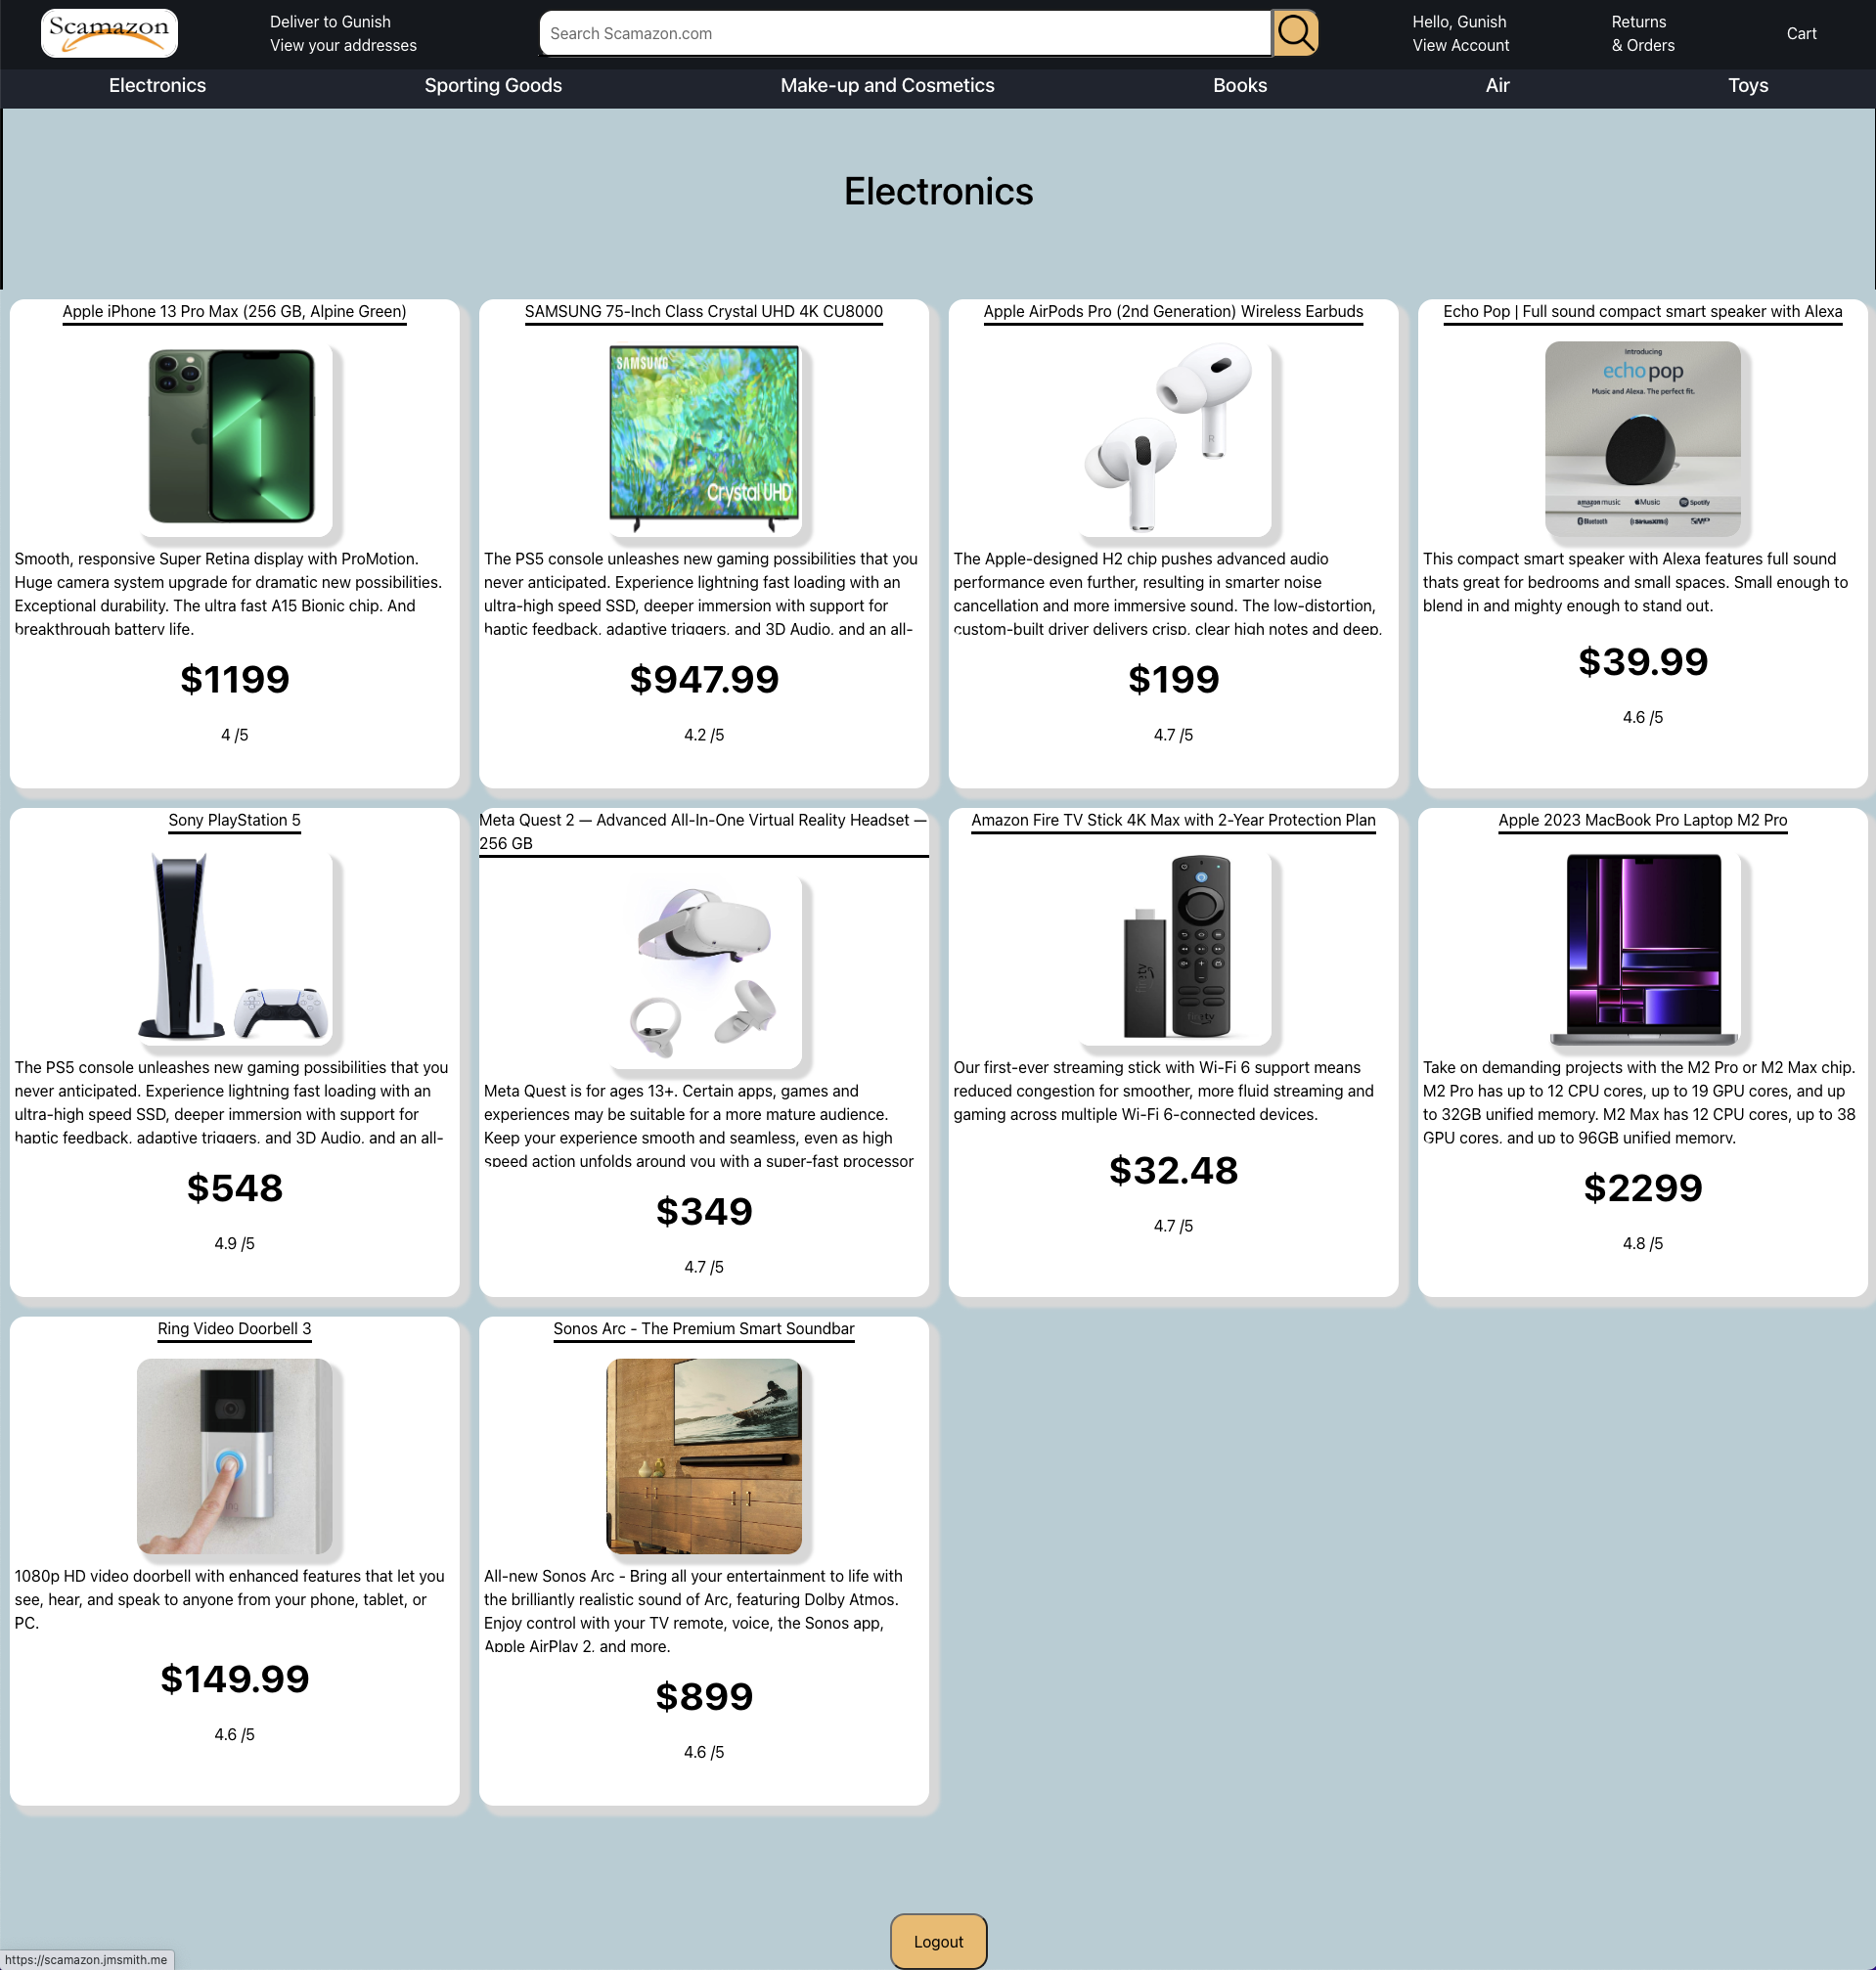 Scamazon
Deliver to Gunish
View your addresses
Search Scamazon.com
Hello, Gunish
View Account
Returns
& Orders
Cart
Electronics
Sporting Goods
Make-up and Cosmetics
Books
Air
Toys
Electronics
Apple iPhone 13 Pro Max (256 GB, Alpine Green)
Smooth, responsive Super Retina display with ProMotion.
Huge camera system upgrade for dramatic new possibilities.
Exceptional durability. The ultra fast A15 Bionic chip. And
breakthrough battery life.
$1199
4 /5
SAMSUNG 75-Inch Class Crystal UHD 4K CU8000
SAMSUNG
Crystal UHD
The PS5 console unleashes new gaming possibilities that you
never anticipated. Experience lightning fast loading with an
ultra-high speed SSD, deeper immersion with support for
haptic feedback, adaptive triggers, and 3D Audio, and an all-
$947.99
4.2 /5
Apple AirPods Pro (2nd Generation) Wireless Earbuds
R
The Apple-designed H2 chip pushes advanced audio
performance even further, resulting in smarter noise
cancellation and more immersive sound. The low-distortion,
custom-built driver delivers crisp, clear high notes and deep,
$199
4.7 /5
Echo Pop | Full sound compact smart speaker with Alexa
Introducing
echo pop
Music and Alexa. The perfect fit.
amazon music Music Spotify
Bluetooth SiriusXM
This compact smart speaker with Alexa features full sound
thats great for bedrooms and small spaces. Small enough to
blend in and mighty enough to stand out.
$39.99
4.6 /5
Sony PlayStation 5
The PS5 console unleashes new gaming possibilities that you
never anticipated. Experience lightning fast loading with an
ultra-high speed SSD, deeper immersion with support for
haptic feedback, adaptive triggers, and 3D Audio, and an all-
$548
4.9 /5
Meta Quest 2 — Advanced All-In-One Virtual Reality Headset —
256 GB
Meta Quest is for ages 13+. Certain apps, games and
experiences may be suitable for a more mature audience.
Keep your experience smooth and seamless, even as high
speed action unfolds around you with a super-fast processor
$349
4.7 /5
Amazon Fire TV Stick 4K Max with 2-Year Protection Plan
firetv
Our first-ever streaming stick with Wi-Fi 6 support means
reduced congestion for smoother, more fluid streaming and
gaming across multiple Wi-Fi 6-connected devices.
$32.48
4.7 /5
Apple 2023 MacBook Pro Laptop M2 Pro
Take on demanding projects with the M2 Pro or M2 Max chip.
M2 Pro has up to 12 CPU cores, up to 19 GPU cores, and up
to 32GB unified memory. M2 Max has 12 CPU cores, up to 38
GPU cores, and up to 96GB unified memory.
$2299
4.8 /5
Ring Video Doorbell 3
1080p HD video doorbell with enhanced features that let you
see, hear, and speak to anyone from your phone, tablet, or
PC.
$149.99
4.6 /5
Sonos Arc - The Premium Smart Soundbar
All-new Sonos Arc - Bring all your entertainment to life with
the brilliantly realistic sound of Arc, featuring Dolby Atmos.
Enjoy control with your TV remote, voice, the Sonos app,
Apple AirPlay 2, and more.
$899
4.6 /5
Logout
https://scamazon.jmsmith.me